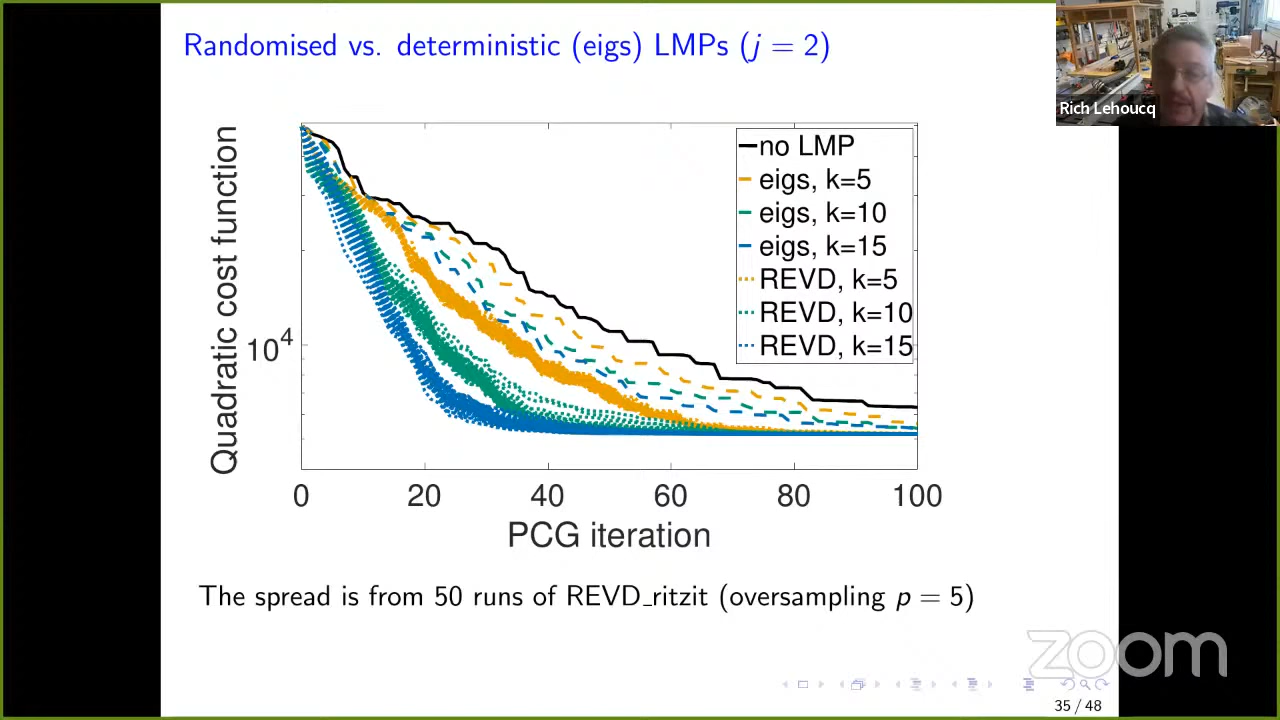 Randomised vs. deterministic (eigs) LMPs (j = 2)
Rich Lehoucq
Quadratic cost function
10^4
no LMP
eigs, k=5
eigs, k=10
eigs, k=15
REVD, k=5
REVD, k=10
REVD, k=15
0 20 40 60 80 100
PCG iteration
The spread is from 50 runs of REVD_ritzit (oversampling p = 5)
zoom
35 / 48